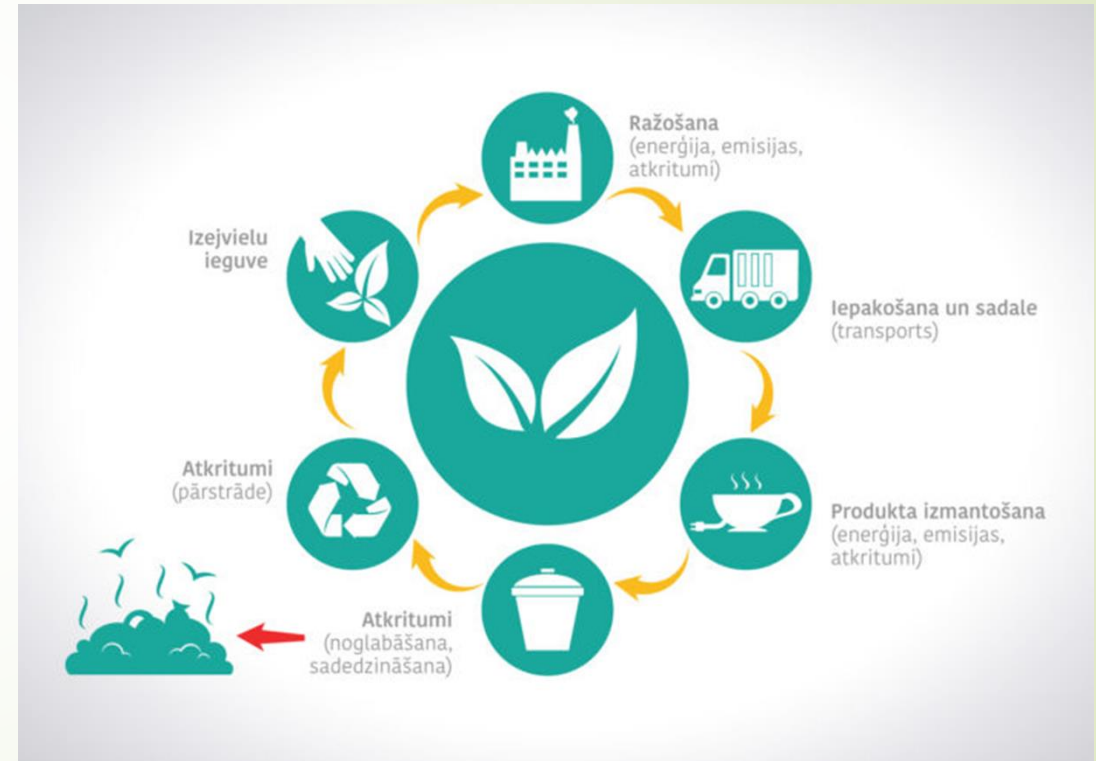 Ražošana
(enerģija, emisijas,
atkritumi)
Izejvielu
ieguve
Iepakošana un sadale
(transports)
Atkritumi
(pārstrāde)
Produkta izmantošana
(enerģija, emisijas,
atkritumi)
Atkritumi
(noglabāšana,
sadedzināšana)